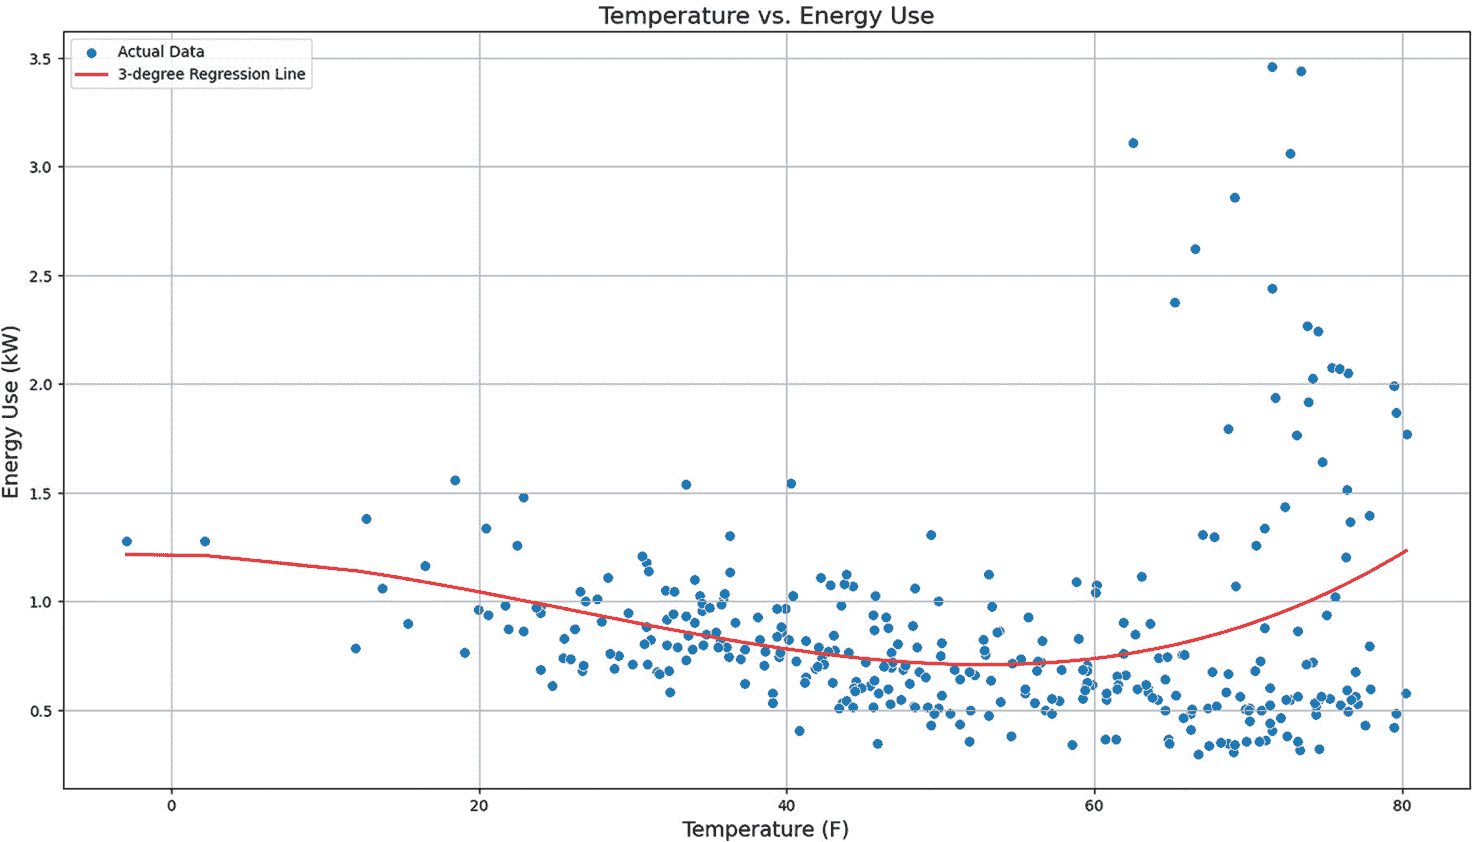 Temperature vs. Energy Use
Actual Data
3-degree Regression Line
3.5
3.0
2.5
2.0
1.5
1.0
0.5
Energy Use (kW)
0 20 40 60 80
Temperature (F)